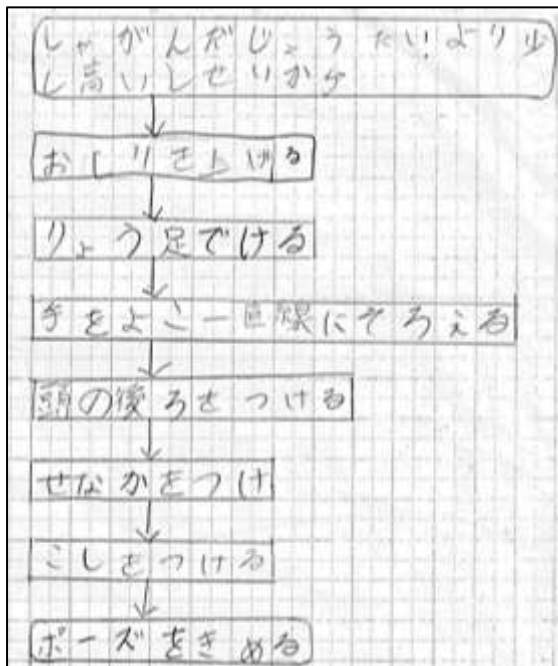 しゃがんだじょうたいより少
し高いしせいから
おしりを上げる
りょう足でける
手をよこ一直線にそろえる
頭の後ろをつける
せなかをつけ
こしをつける
ポーズをきめる